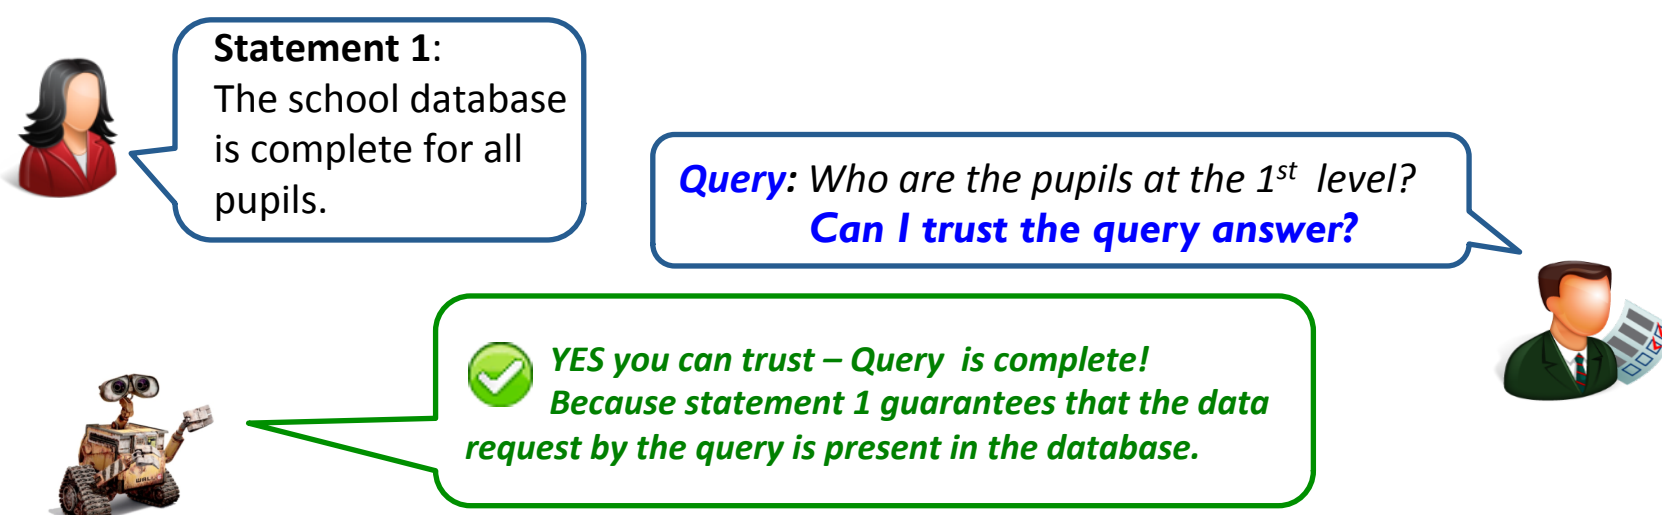 Statement 1:
The school database
is complete for all
pupils.
Query: Who are the pupils at the 1st level?
Can I trust the query answer?
YES you can trust – Query is complete!
Because statement 1 guarantees that the data
request by the query is present in the database.
WALL